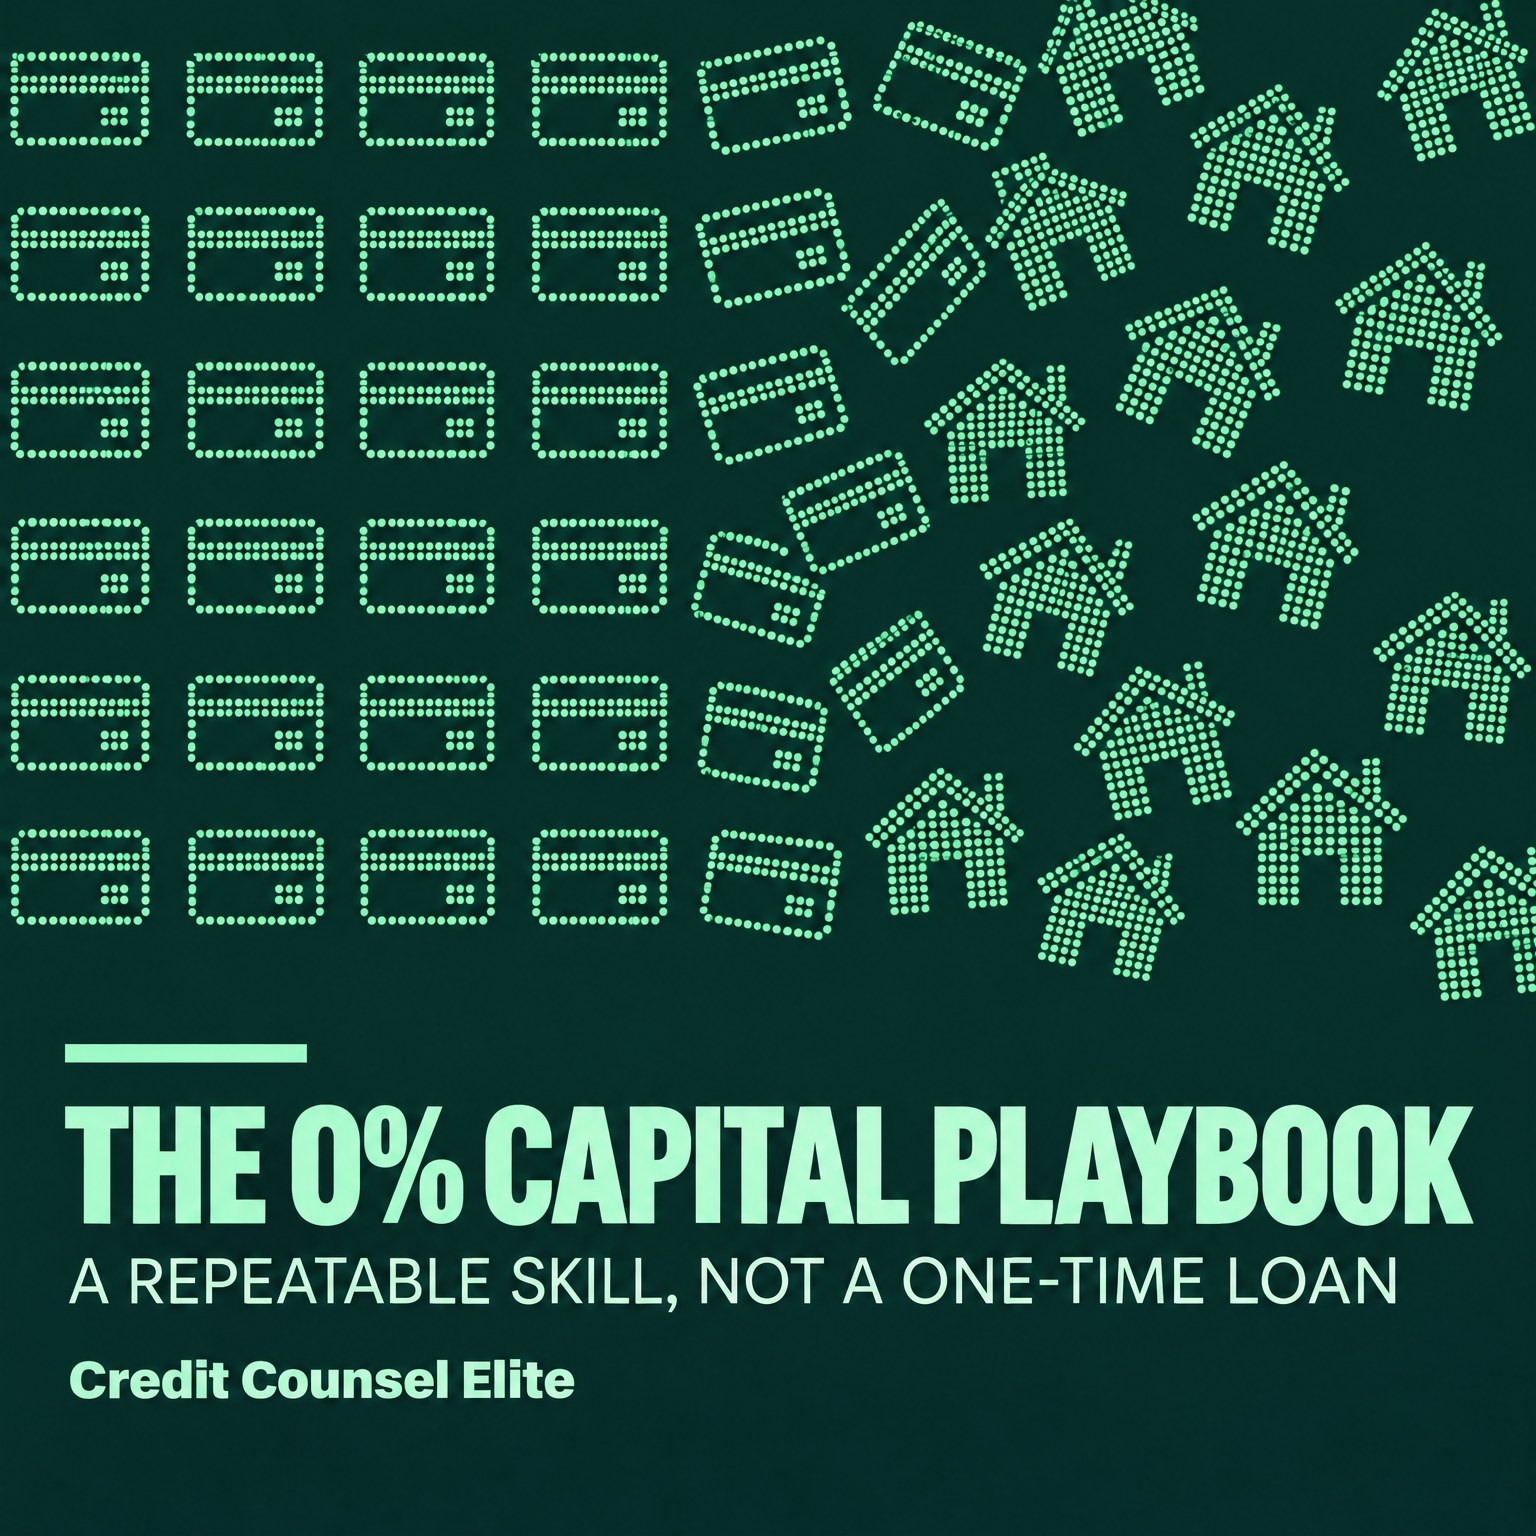 THE 0% CAPITAL PLAYBOOK
A REPEATABLE SKILL, NOT A ONE-TIME LOAN
Credit Counsel Elite